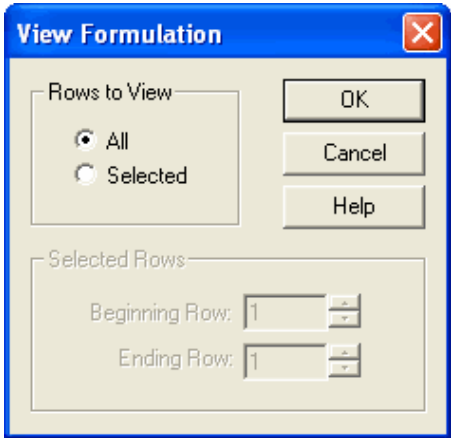 View Formulation
Rows to View
All
Selected
OK
Cancel
Help
Selected Rows
Beginning Row: 1
Ending Row: 1